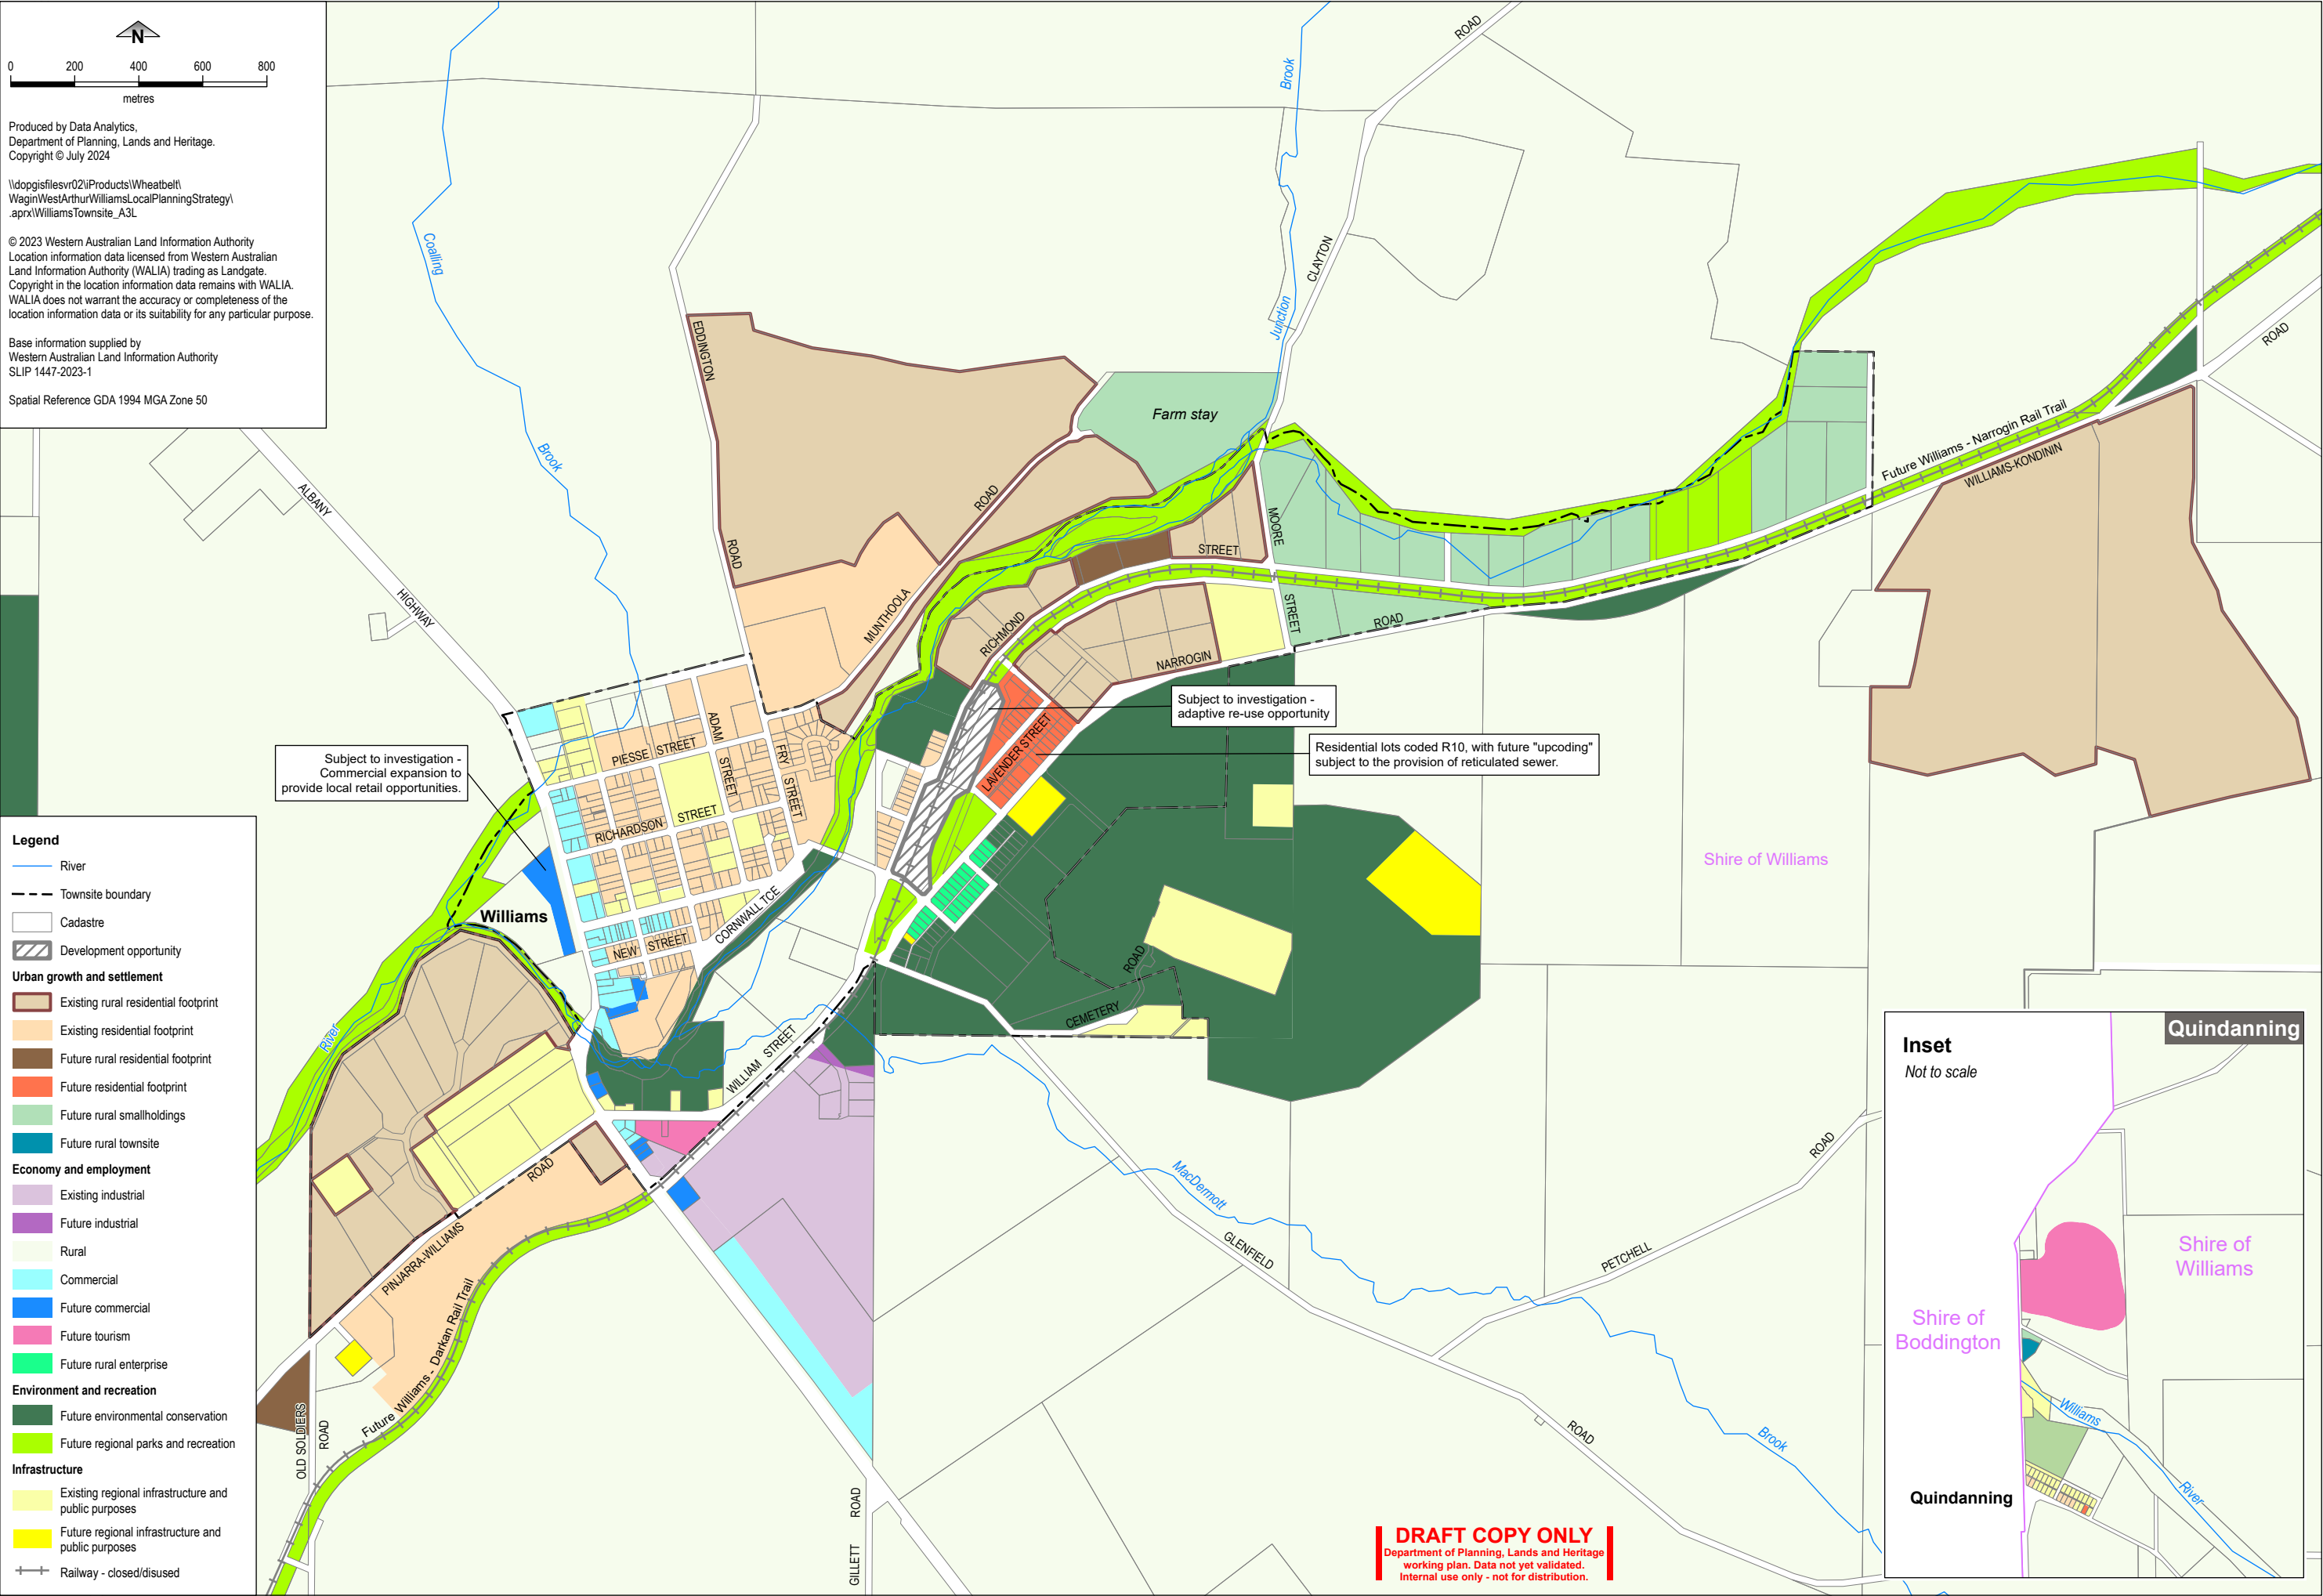 N
0 200 400 600 800
metres
Produced by Data Analytics,
Department of Planning, Lands and Heritage.
Copyright © July 2024
\\dopgisfilesvr02\iProducts\Wheatbelt\
WaginWestArthurWilliamsLocalPlanningStrategy\
.aprx\WilliamsTownsite_A3L
© 2023 Western Australian Land Information Authority
Location information data licensed from Western Australian
Land Information Authority (WALIA) trading as Landgate.
Copyright in the location information data remains with WALIA.
WALIA does not warrant the accuracy or completeness of the
location information data or its suitability for any particular purpose.
Base information supplied by
Western Australian Land Information Authority
SLIP 1447-2023-1
Spatial Reference GDA 1994 MGA Zone 50
Coalling
Brook
Brook
Junction
ROAD
CLAYTON
EDDINGTON
ROAD
Farm stay
ROAD
MUNTHOOLA
ALBANY
HIGHWAY
MOORE
STREET
STREET
RICHMOND
NARROGIN
ROAD
Future Williams - Narrogin Rail Trail
WILLIAMS-KONDININ
ROAD
Subject to investigation -
adaptive re-use opportunity
Residential lots coded R10, with future "upcoding"
subject to the provision of reticulated sewer.
Subject to investigation -
Commercial expansion to
provide local retail opportunities.
PIESSE STREET
ADAM
STREET
FRY
STREET
RICHARDSON STREET
LAVENDER STREET
Williams
NEW STREET
CORNWALL TCE
WILLIAM STREET
CEMETERY ROAD
Shire of Williams
River
PINJARRA-WILLIAMS
ROAD
Future Williams - Darkan Rail Trail
OLD SOLDIERS
ROAD
MacDermott
Brook
GLENFIELD
ROAD
PETCHELL
ROAD
GILLETT ROAD
Legend
River
Townsite boundary
Cadastre
Development opportunity
Urban growth and settlement
Existing rural residential footprint
Existing residential footprint
Future rural residential footprint
Future residential footprint
Future rural smallholdings
Future rural townsite
Economy and employment
Existing industrial
Future industrial
Rural
Commercial
Future commercial
Future tourism
Future rural enterprise
Environment and recreation
Future environmental conservation
Future regional parks and recreation
Infrastructure
Existing regional infrastructure and
public purposes
Future regional infrastructure and
public purposes
Railway - closed/disused
DRAFT COPY ONLY
Department of Planning, Lands and Heritage
working plan. Data not yet validated.
Internal use only - not for distribution.
Quindanning
Inset
Not to scale
Shire of
Williams
Shire of
Boddington
Williams
River
Quindanning